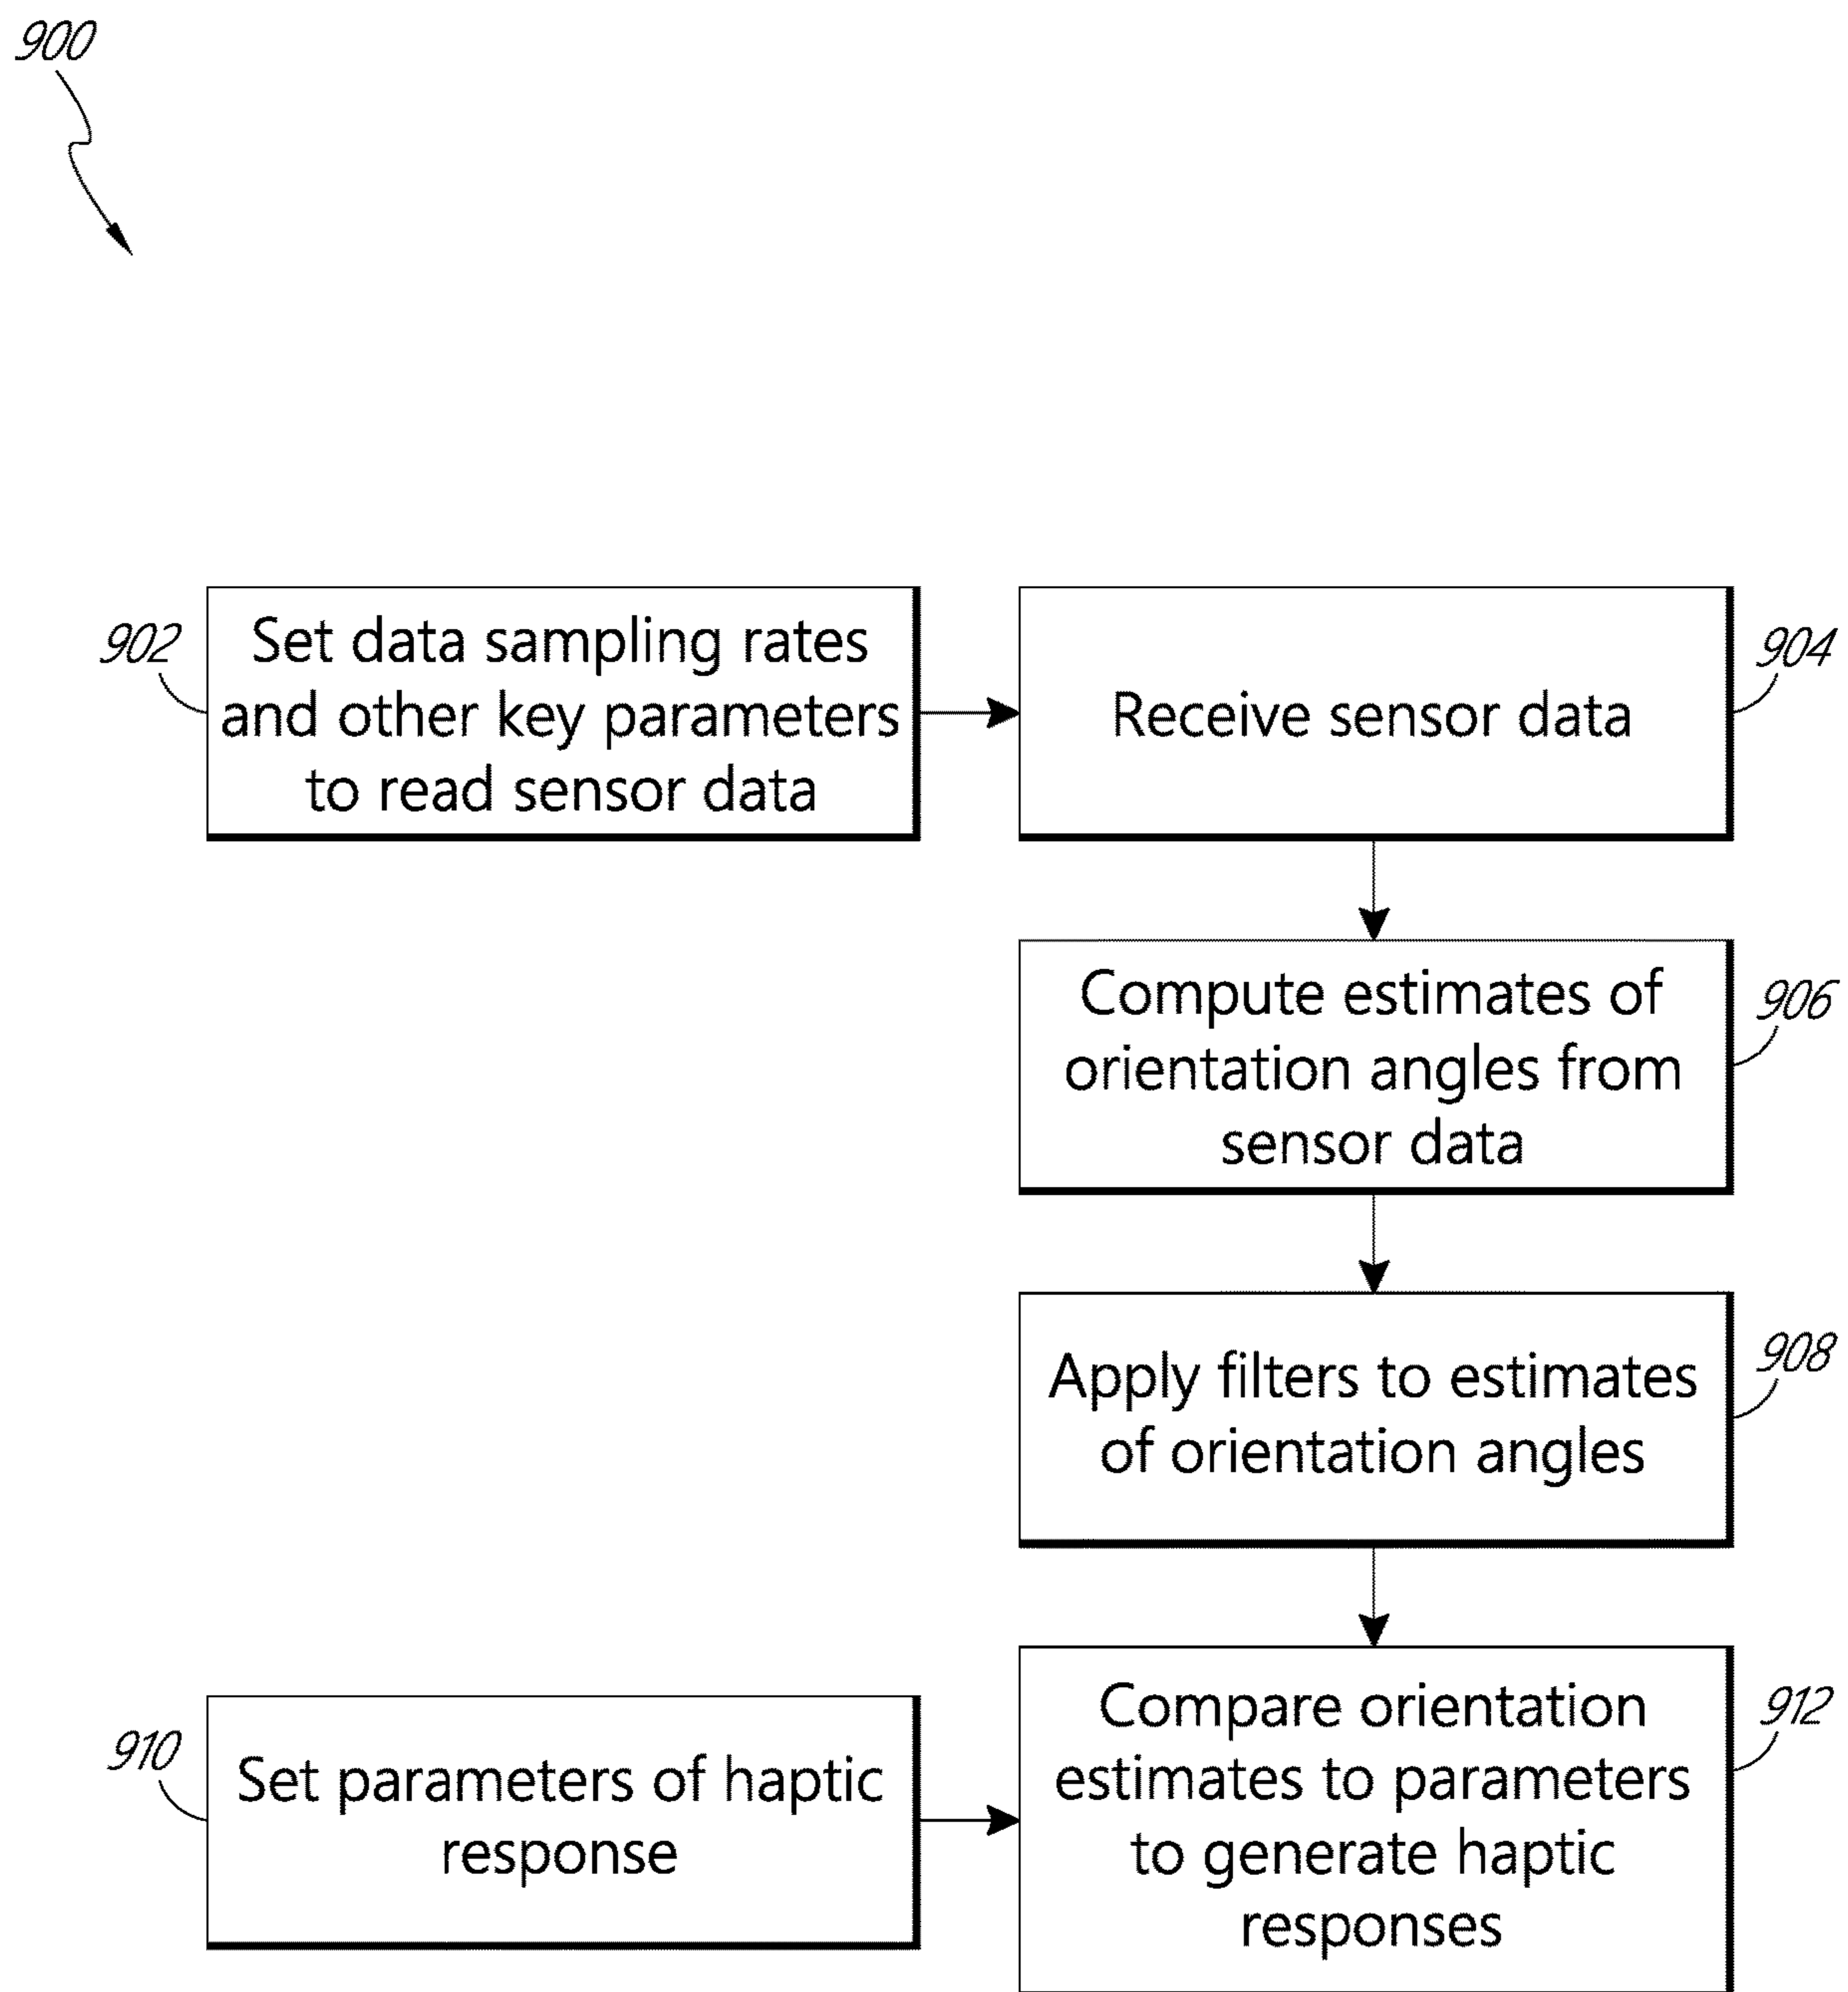 900
902
Set data sampling rates
and other key parameters
to read sensor data
904
Receive sensor data
906
Compute estimates of
orientation angles from
sensor data
908
Apply filters to estimates
of orientation angles
910
Set parameters of haptic
response
912
Compare orientation
estimates to parameters
to generate haptic
responses